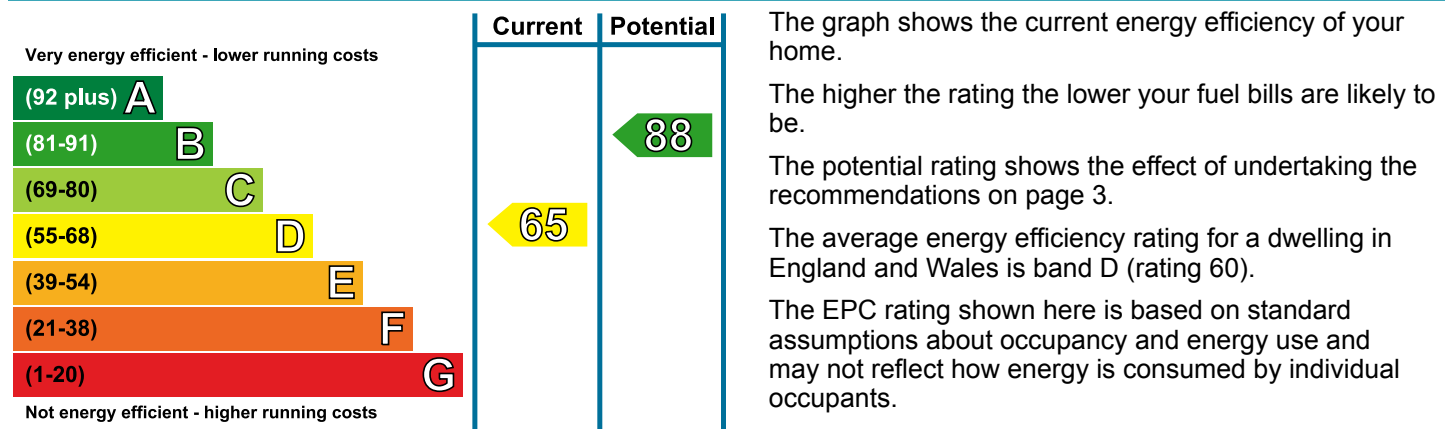 Current Potential
Very energy efficient - lower running costs
(92 plus) A
(81-91) B
88
(69-80) C
(55-68) D
65
(39-54) E
(21-38) F
(1-20) G
Not energy efficient - higher running costs
The graph shows the current energy efficiency of your
home.
The higher the rating the lower your fuel bills are likely to
be.
The potential rating shows the effect of undertaking the
recommendations on page 3.
The average energy efficiency rating for a dwelling in
England and Wales is band D (rating 60).
The EPC rating shown here is based on standard
assumptions about occupancy and energy use and
may not reflect how energy is consumed by individual
occupants.